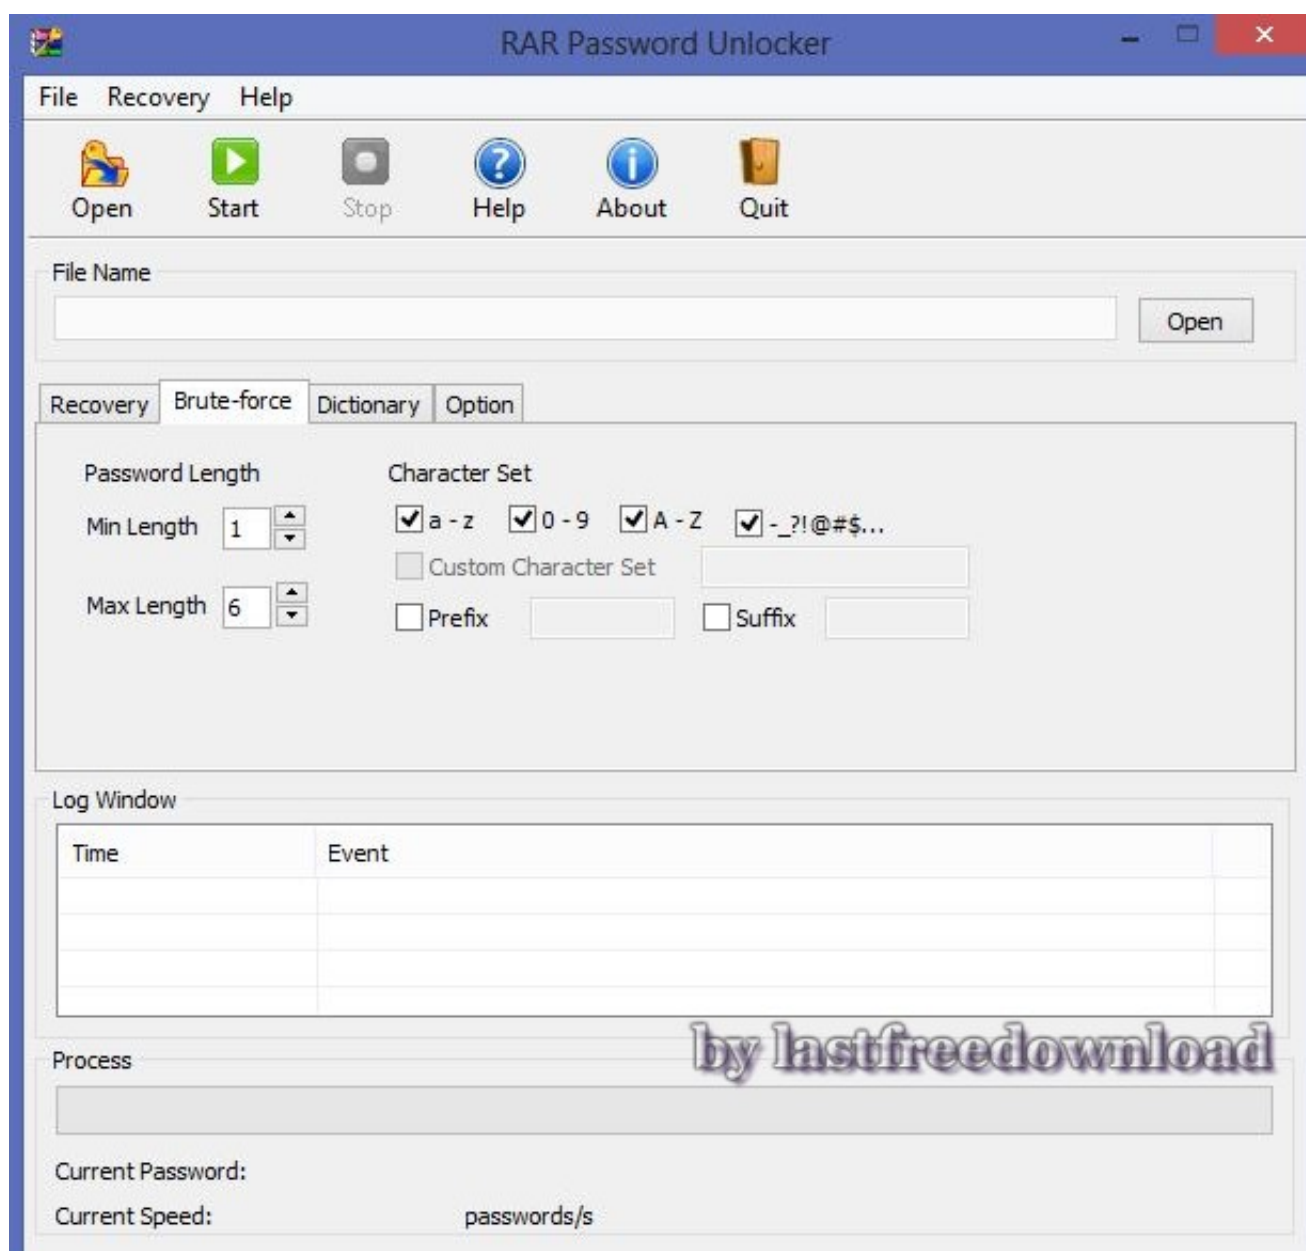 RAR Password Unlocker
File Recovery Help
Open Start Stop Help About Quit
File Name
Open
Recovery Brute-force Dictionary Option
Password Length Character Set
Min Length 1 a - z 0 - 9 A - Z -_?!@#$...
Custom Character Set
Max Length 6 Prefix Suffix
Log Window
Time Event
by lastfreedownload
Process
Current Password:
Current Speed: passwords/s